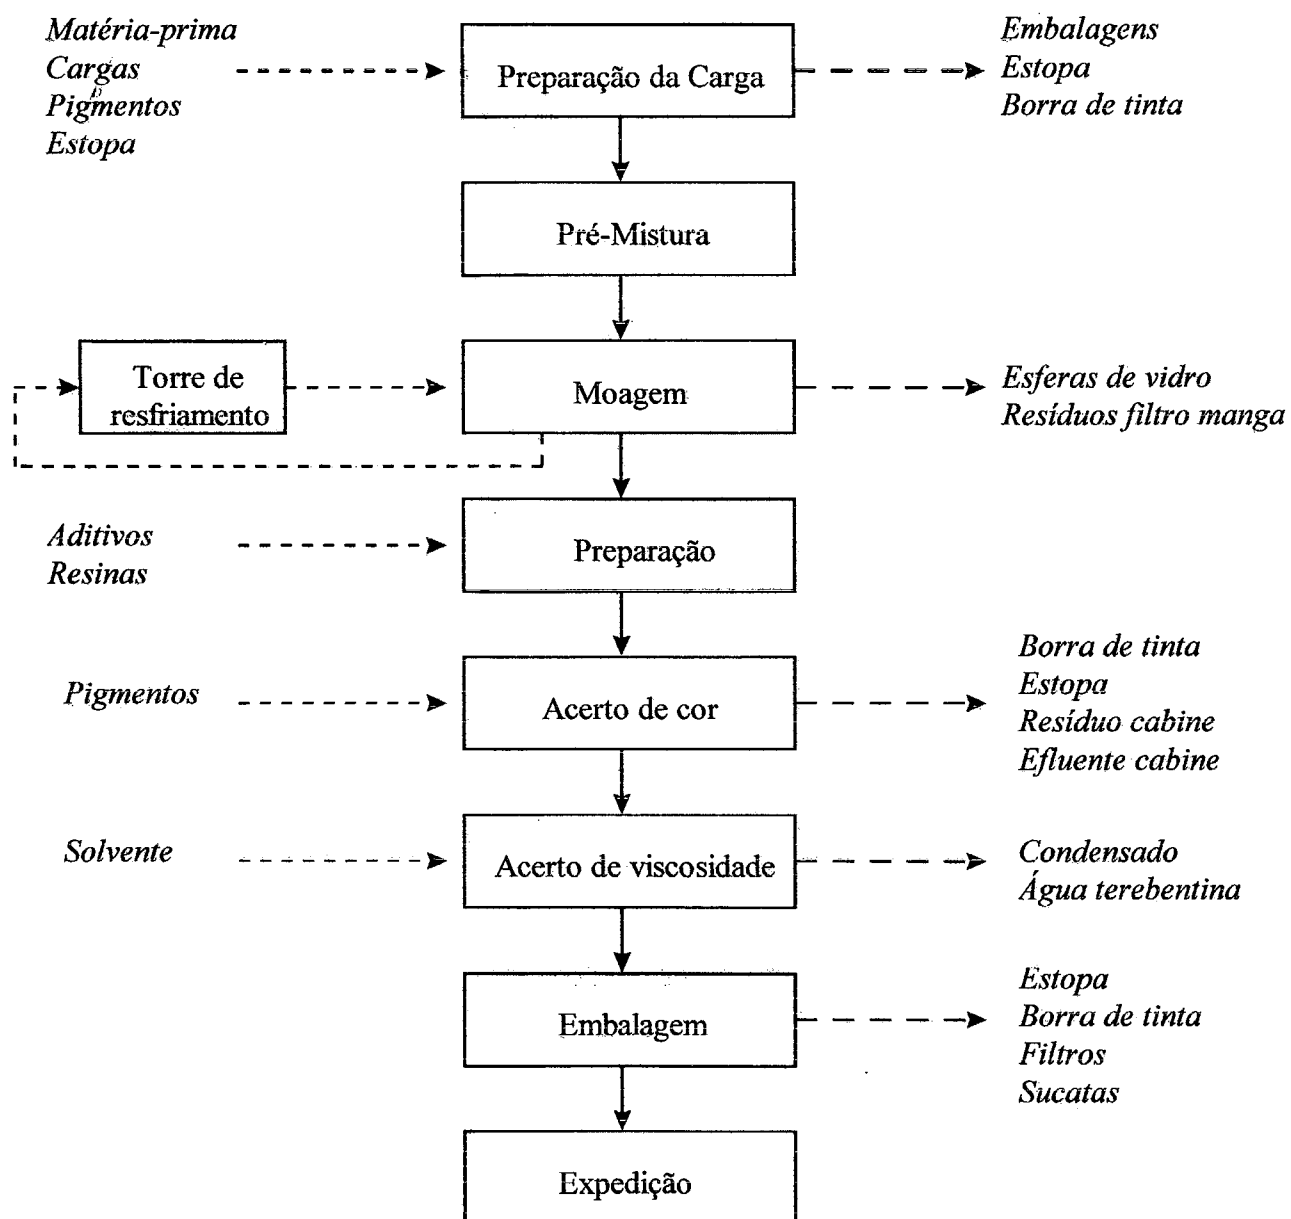 Matéria-prima
Cargas
Pigmentos
Estopa
Preparação da Carga
Embalagens
Estopa
Borra de tinta
Pré-Mistura
Torre de
resfriamento
Moagem
Esferas de vidro
Resíduos filtro manga
Aditivos
Resinas
Preparação
Pigmentos
Acerto de cor
Borra de tinta
Estopa
Resíduo cabine
Efluente cabine
Solvente
Acerto de viscosidade
Condensado
Água terebentina
Embalagem
Estopa
Borra de tinta
Filtros
Sucatas
Expedição